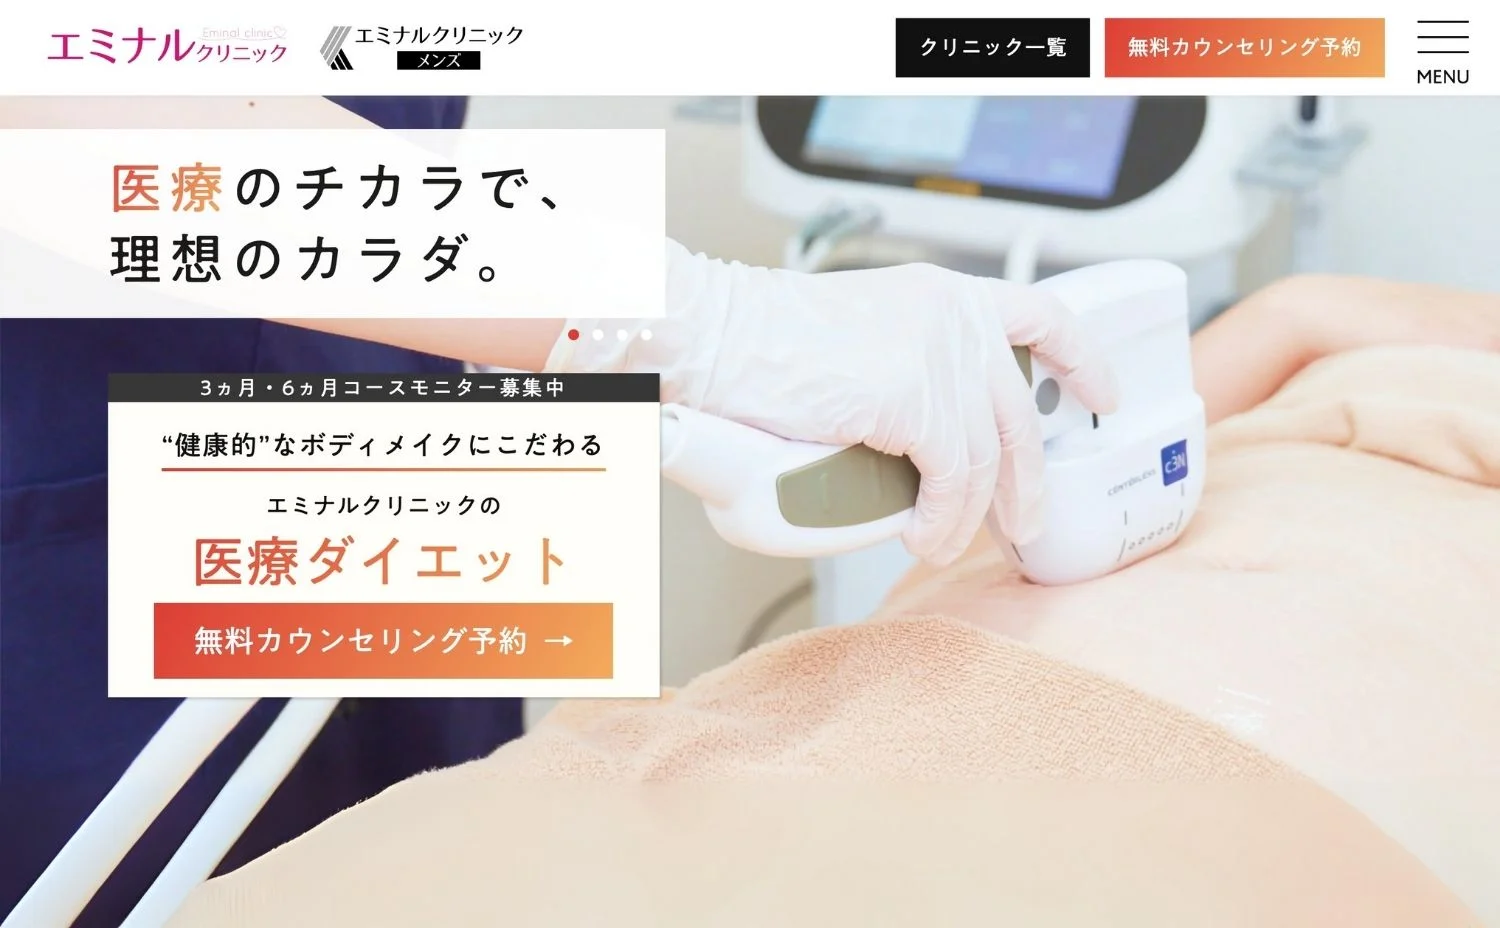 エミナルクリニック
Eminal clinic
エミナルクリニック
メンズ
クリニック一覧
無料カウンセリング予約
MENU
医療のチカラで、
理想のカラダ。
3ヵ月・6ヵ月コースモニター募集中
“健康的”なボディメイクにこだわる
エミナルクリニックの
医療ダイエット
無料カウンセリング予約 →
CENTERLESS
C3N